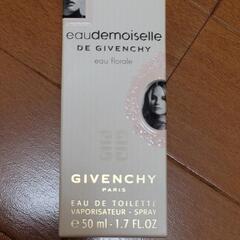 eaudemoiselle
DE GIVENCHY
eau florale
GIVENCHY
PARIS
EAU DE TOILETTE
VAPORISATEUR - SPRAY
℮ 50 ml - 1.7 FL.OZ